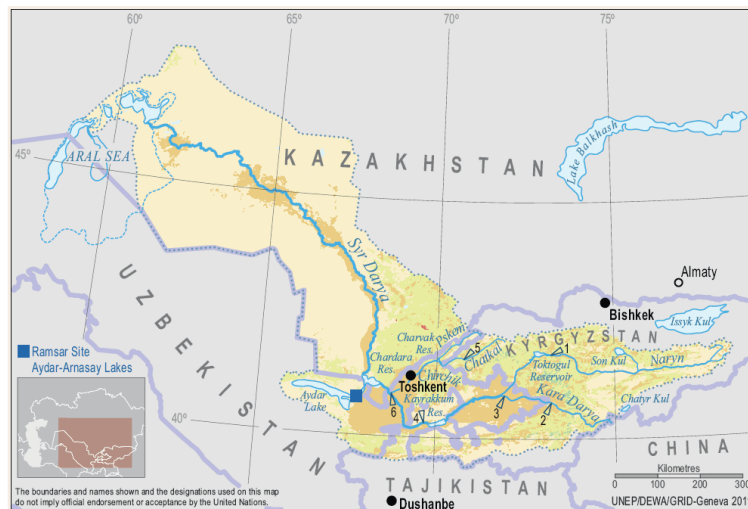 60°
65°
70°
75°
45°
ARAL SEA
KAZAKHSTAN
Lake Balkhash
Syr Darya
UZBEKISTAN
Almaty
Bishkek
Issyk Kul
KYRGYZSTAN
Charvak
Res.
Pskom
Chatkal
5
1
Toktogul
Reservoir
Son Kul
Naryn
Chardara
Res.
Chirchik
Toshkent
Kayrakkum
Res.
Kara Darya
Chatyr Kul
Aydar
Lake
6
4
3
2
40°
Ramsar Site
Aydar-Arnasay Lakes
CHINA
TAJIKISTAN
Dushanbe
Kilometres
0 100 200 300
The boundaries and names shown and the designations used on this map
do not imply official endorsement or acceptance by the United Nations.
UNEP/DEWA/GRID-Geneva 201